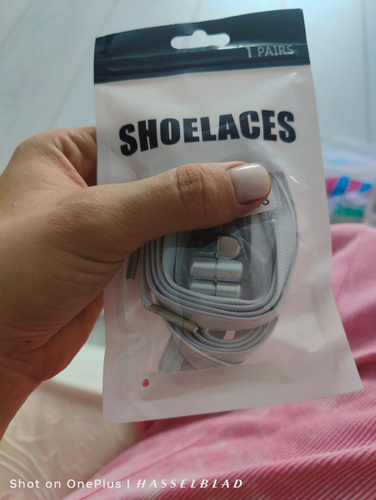 1 PAIRS
SHOELACES
Shot on OnePlus | HASSELBLAD